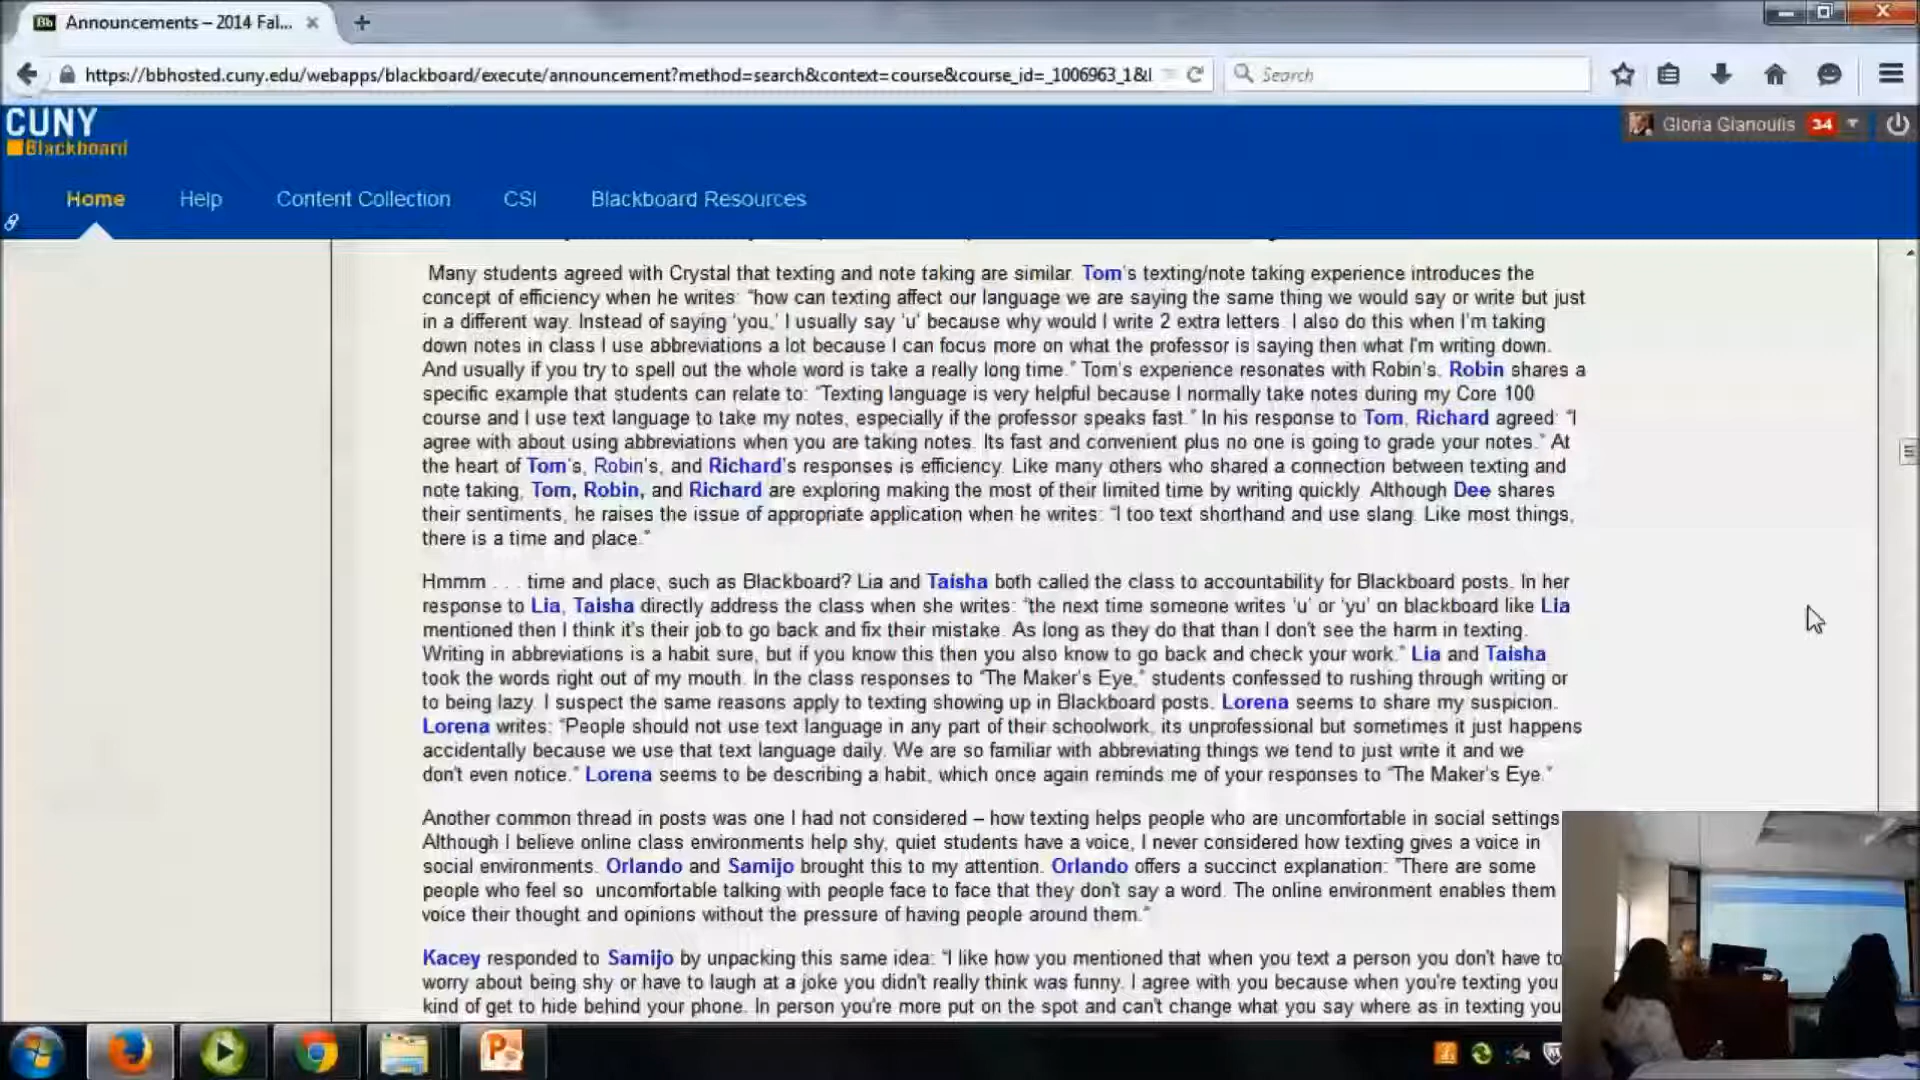 Announcements – 2014 Fal...
https://bbhosted.cuny.edu/webapps/blackboard/execute/announcement?method=search&context=course&course_id=_1006963_1&l
Search
CUNY
Blackboard
Gloria Gianoulis 34
Home Help Content Collection CSI Blackboard Resources
Many students agreed with Crystal that texting and note taking are similar. Tom's texting/note taking experience introduces the
concept of efficiency when he writes: “how can texting affect our language we are saying the same thing we would say or write but just
in a different way. Instead of saying ‘you,’ I usually say ‘u’ because why would I write 2 extra letters. I also do this when I'm taking
down notes in class I use abbreviations a lot because I can focus more on what the professor is saying then what I'm writing down.
And usually if you try to spell out the whole word is take a really long time.” Tom's experience resonates with Robin's. Robin shares a
specific example that students can relate to: “Texting language is very helpful because I normally take notes during my Core 100
course and I use text language to take my notes, especially if the professor speaks fast.” In his response to Tom, Richard agreed: “I
agree with about using abbreviations when you are taking notes. Its fast and convenient plus no one is going to grade your notes.” At
the heart of Tom's, Robin's, and Richard's responses is efficiency. Like many others who shared a connection between texting and
note taking, Tom, Robin, and Richard are exploring making the most of their limited time by writing quickly. Although Dee shares
their sentiments, he raises the issue of appropriate application when he writes: “I too text shorthand and use slang. Like most things,
there is a time and place.”
Hmmm . . . time and place, such as Blackboard? Lia and Taisha both called the class to accountability for Blackboard posts. In her
response to Lia, Taisha directly address the class when she writes: “the next time someone writes ‘u’ or ‘yu’ on blackboard like Lia
mentioned then I think it's their job to go back and fix their mistake. As long as they do that than I don't see the harm in texting.
Writing in abbreviations is a habit sure, but if you know this then you also know to go back and check your work.” Lia and Taisha
took the words right out of my mouth. In the class responses to “The Maker's Eye,” students confessed to rushing through writing or
to being lazy. I suspect the same reasons apply to texting showing up in Blackboard posts. Lorena seems to share my suspicion.
Lorena writes: “People should not use text language in any part of their schoolwork, its unprofessional but sometimes it just happens
accidentally because we use that text language daily. We are so familiar with abbreviating things we tend to just write it and we
don't even notice.” Lorena seems to be describing a habit, which once again reminds me of your responses to “The Maker's Eye.”
Another common thread in posts was one I had not considered – how texting helps people who are uncomfortable in social settings
Although I believe online class environments help shy, quiet students have a voice, I never considered how texting gives a voice in
social environments. Orlando and Samijo brought this to my attention. Orlando offers a succinct explanation: “There are some
people who feel so uncomfortable talking with people face to face that they don't say a word. The online environment enables them
voice their thought and opinions without the pressure of having people around them.”
Kacey responded to Samijo by unpacking this same idea: “I like how you mentioned that when you text a person you don't have to
worry about being shy or have to laugh at a joke you didn't really think was funny. I agree with you because when you're texting you
kind of get to hide behind your phone. In person you're more put on the spot and can't change what you say where as in texting you